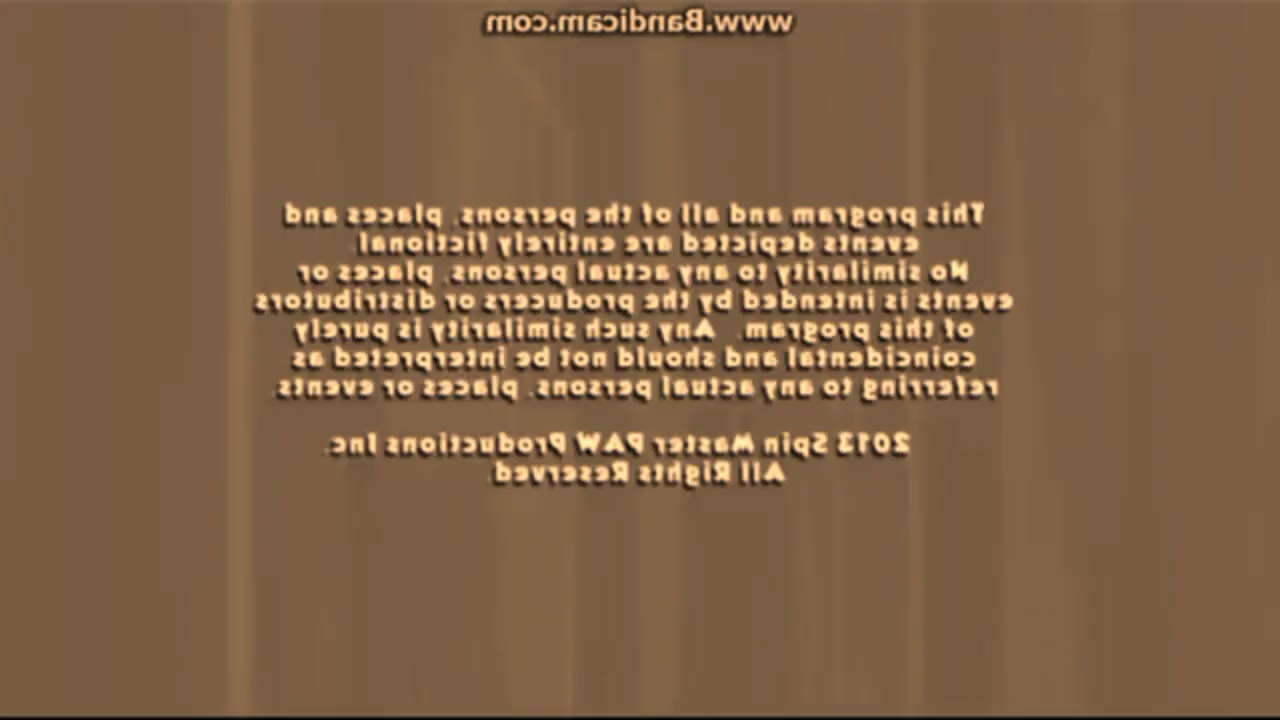 www.Bandicam.com
This program and all of the persons, places and
events depicted are entirely fictional.
No similarity to any actual persons, places or
events is intended by the producers or distributors
of this program. Any such similarity is purely
coincidental and should not be interpreted as
referring to any actual persons, places or events.
2013 Spin Master PAW Productions Inc.
All Rights Reserved.